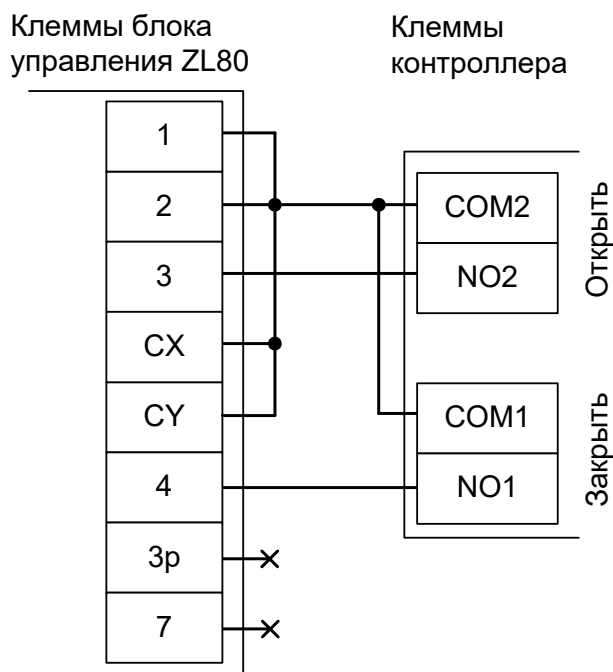 Клеммы блока
управления ZL80
Клеммы
контроллера
1
2
3
CX
CY
4
3р
7
COM2
NO2
Открыть
COM1
NO1
Закрыть